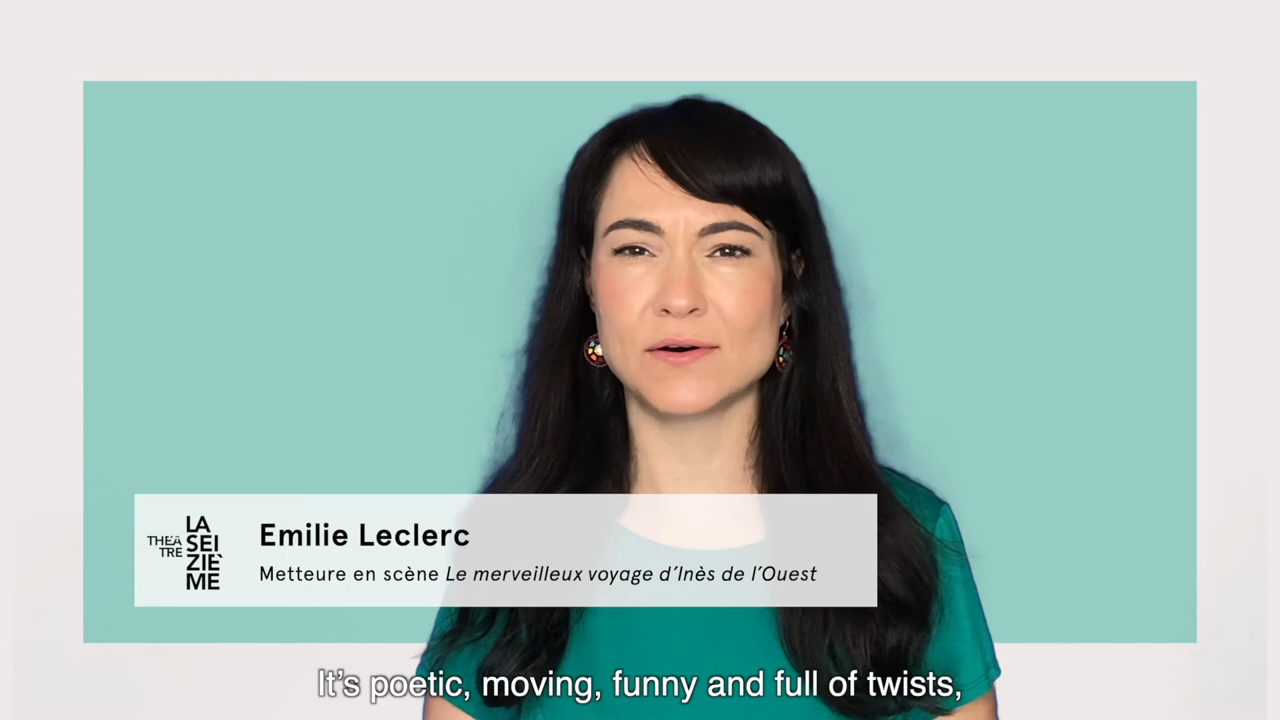 THÉÂ
TRE
LA
SEI
ZIÈ
ME
Emilie Leclerc
Metteure en scène Le merveilleux voyage d'Inès de l'Ouest
It's poetic, moving, funny and full of twists,